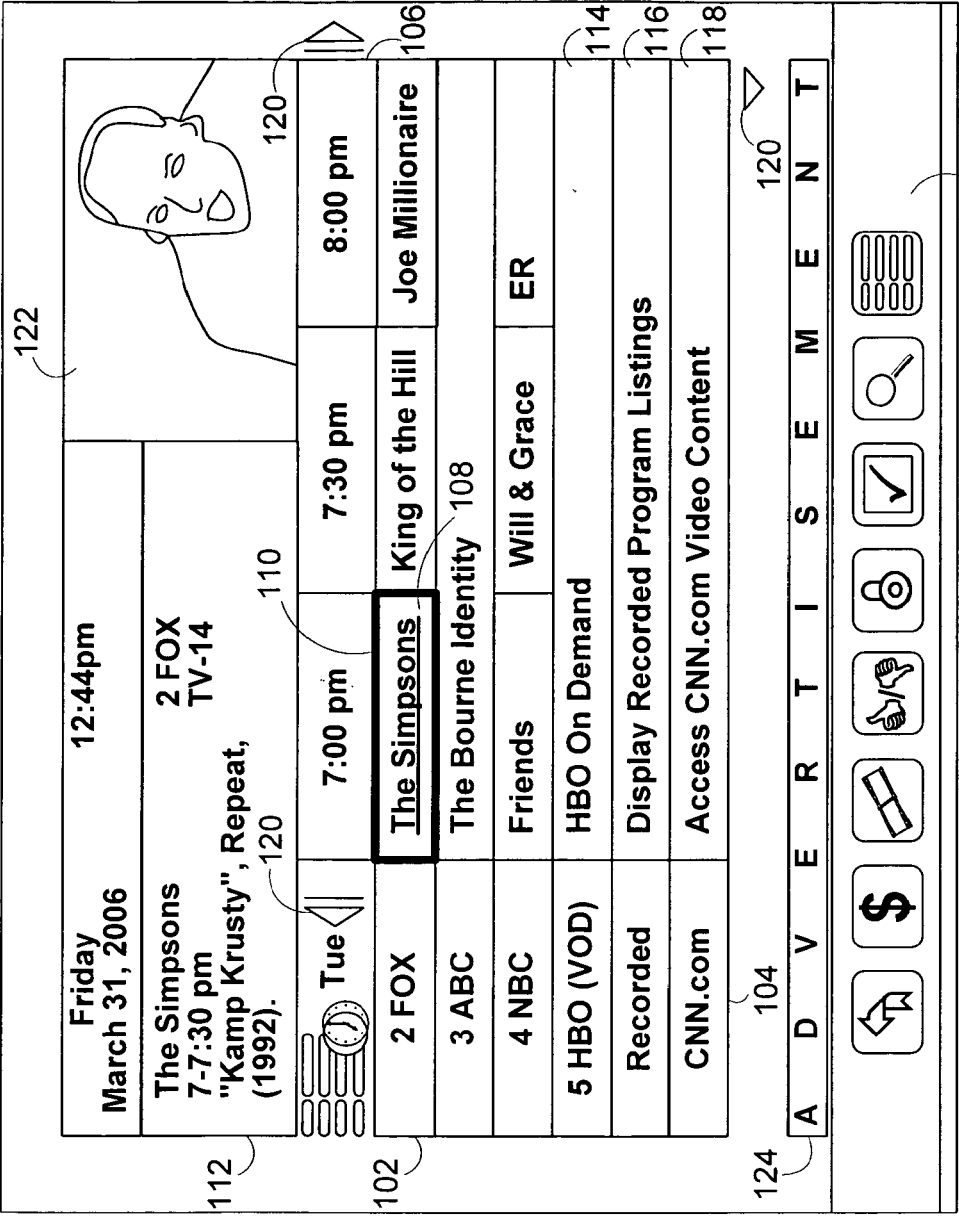 122
Friday
March 31, 2006
12:44pm
The Simpsons
7-7:30 pm
"Kamp Krusty", Repeat,
(1992).
2 FOX
TV-14
112
120
110
120
Tue
7:00 pm
7:30 pm
8:00 pm
106
102
2 FOX
The Simpsons
King of the Hill
Joe Millionaire
108
3 ABC
The Bourne Identity
4 NBC
Friends
Will & Grace
ER
5 HBO (VOD)
HBO On Demand
114
Recorded
Display Recorded Program Listings
116
CNN.com
Access CNN.com Video Content
118
104
120
124
A D V E R T I S E M E N T
$